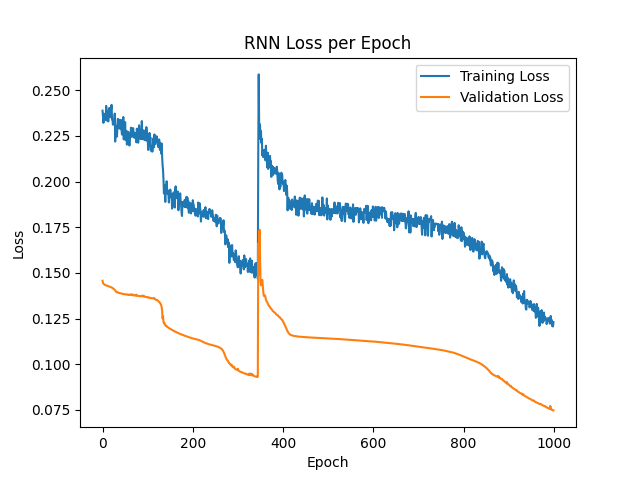 RNN Loss per Epoch
Training Loss
Validation Loss
0.250
0.225
0.200
0.175
0.150
0.125
0.100
0.075
Loss
0 200 400 600 800 1000
Epoch